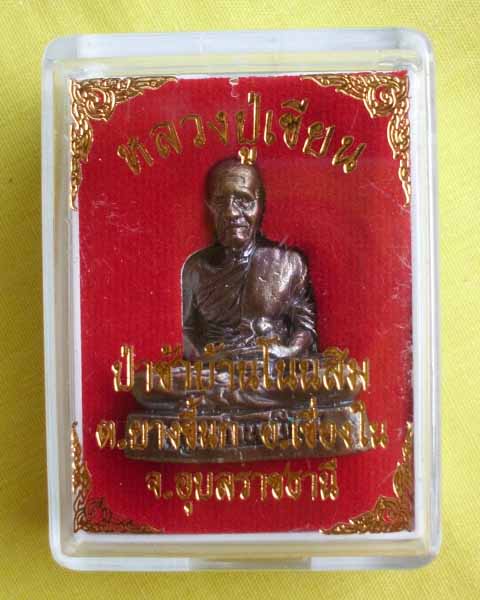 หลวงปู่เขียน
ป่าช้าบ้านโนนสิม
ต.ยางขี้นก อ.เขื่องใน
จ.อุบลราชธานี